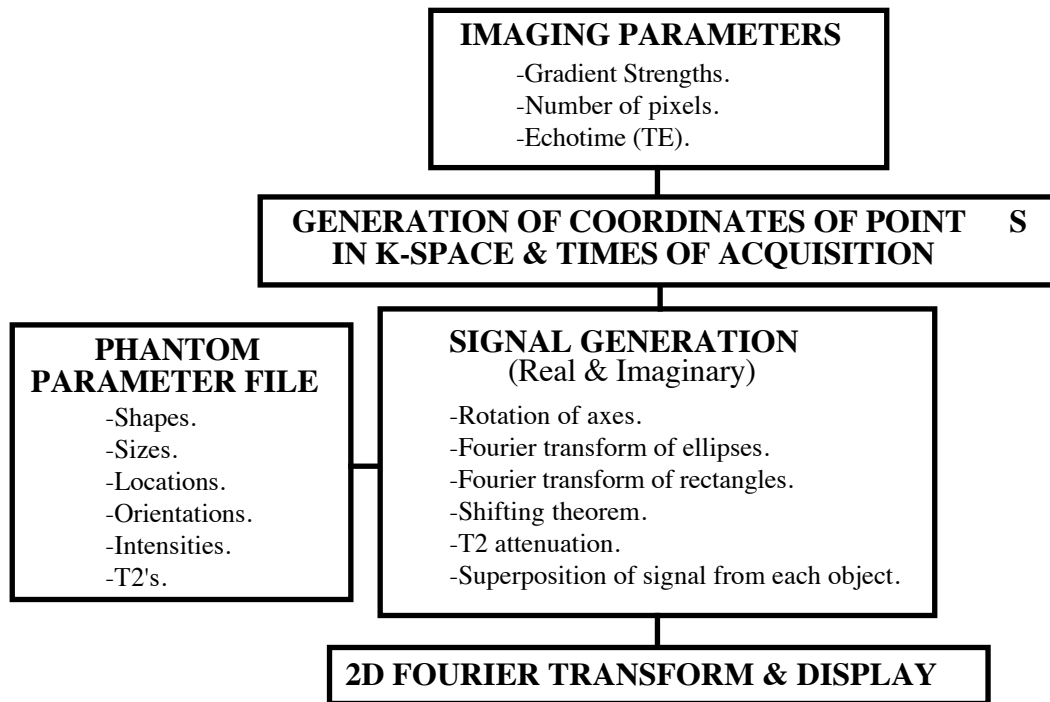 IMAGING PARAMETERS
-Gradient Strengths.
-Number of pixels.
-Echotime (TE).
GENERATION OF COORDINATES OF POINT S
IN K-SPACE & TIMES OF ACQUISITION
PHANTOM
PARAMETER FILE
-Shapes.
-Sizes.
-Locations.
-Orientations.
-Intensities.
-T2's.
SIGNAL GENERATION
(Real & Imaginary)
-Rotation of axes.
-Fourier transform of ellipses.
-Fourier transform of rectangles.
-Shifting theorem.
-T2 attenuation.
-Superposition of signal from each object.
2D FOURIER TRANSFORM & DISPLAY